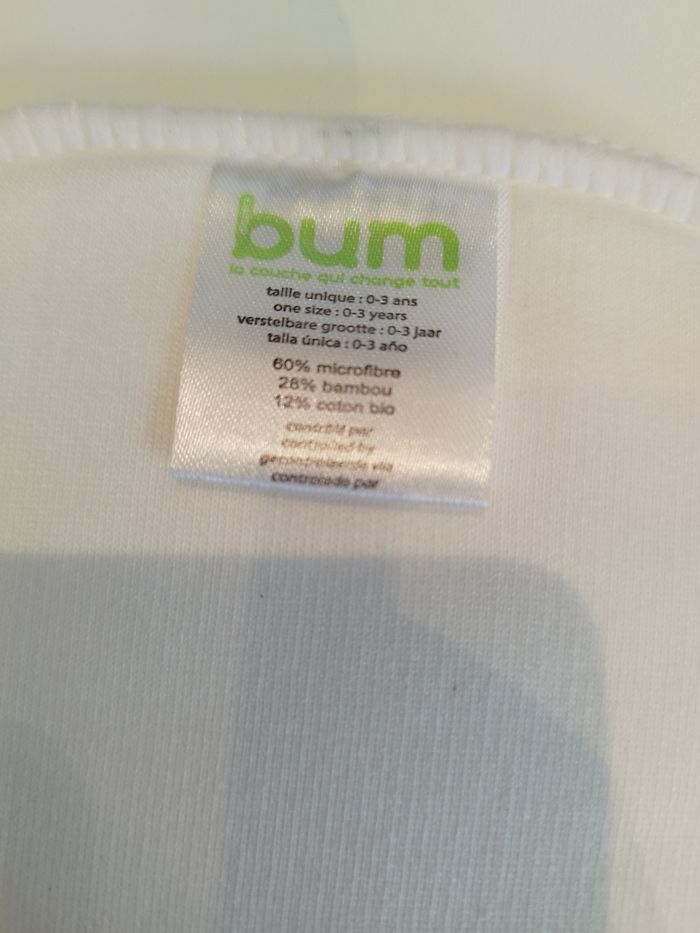 bum
la couche qui change tout
taille unique : 0-3 ans
one size : 0-3 years
verstelbare grootte : 0-3 jaar
talla única : 0-3 año
60% microfibre
28% bambou
12% coton bio
contrôlé par
controlled by
gecontroleerde via
controlado par